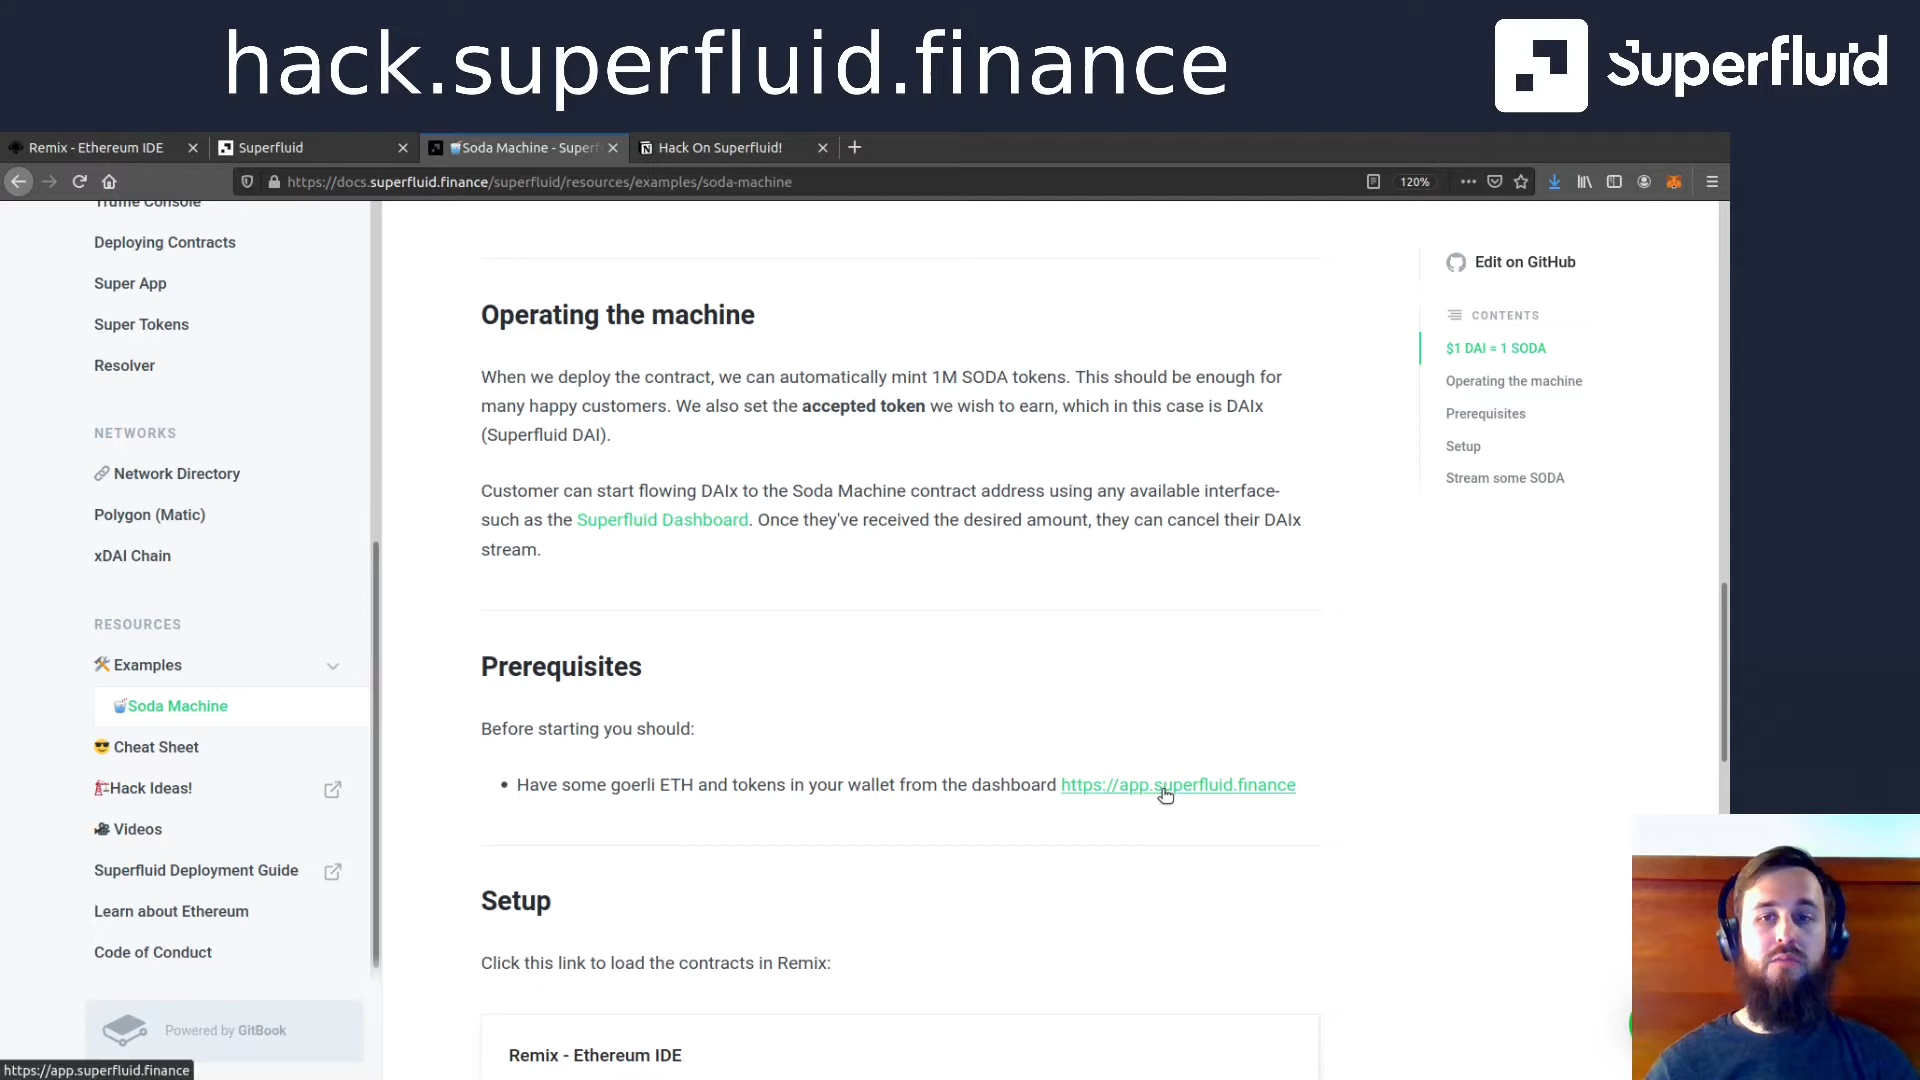 hack.superfluid.finance
Superfluid
Remix - Ethereum IDE
Superfluid
Soda Machine - Superf
Hack On Superfluid!
https://docs.superfluid.finance/superfluid/resources/examples/soda-machine
120%
Truffle Console
Deploying Contracts
Super App
Super Tokens
Resolver
NETWORKS
Network Directory
Polygon (Matic)
xDAI Chain
RESOURCES
Examples
Soda Machine
Cheat Sheet
Hack Ideas!
Videos
Superfluid Deployment Guide
Learn about Ethereum
Code of Conduct
Powered by GitBook
https://app.superfluid.finance
Operating the machine
When we deploy the contract, we can automatically mint 1M SODA tokens. This should be enough for
many happy customers. We also set the accepted token we wish to earn, which in this case is DAIx
(Superfluid DAI).
Customer can start flowing DAIx to the Soda Machine contract address using any available interface-
such as the Superfluid Dashboard. Once they've received the desired amount, they can cancel their DAIx
stream.
Prerequisites
Before starting you should:
• Have some goerli ETH and tokens in your wallet from the dashboard https://app.superfluid.finance
Setup
Click this link to load the contracts in Remix:
Remix - Ethereum IDE
Edit on GitHub
CONTENTS
$1 DAI = 1 SODA
Operating the machine
Prerequisites
Setup
Stream some SODA